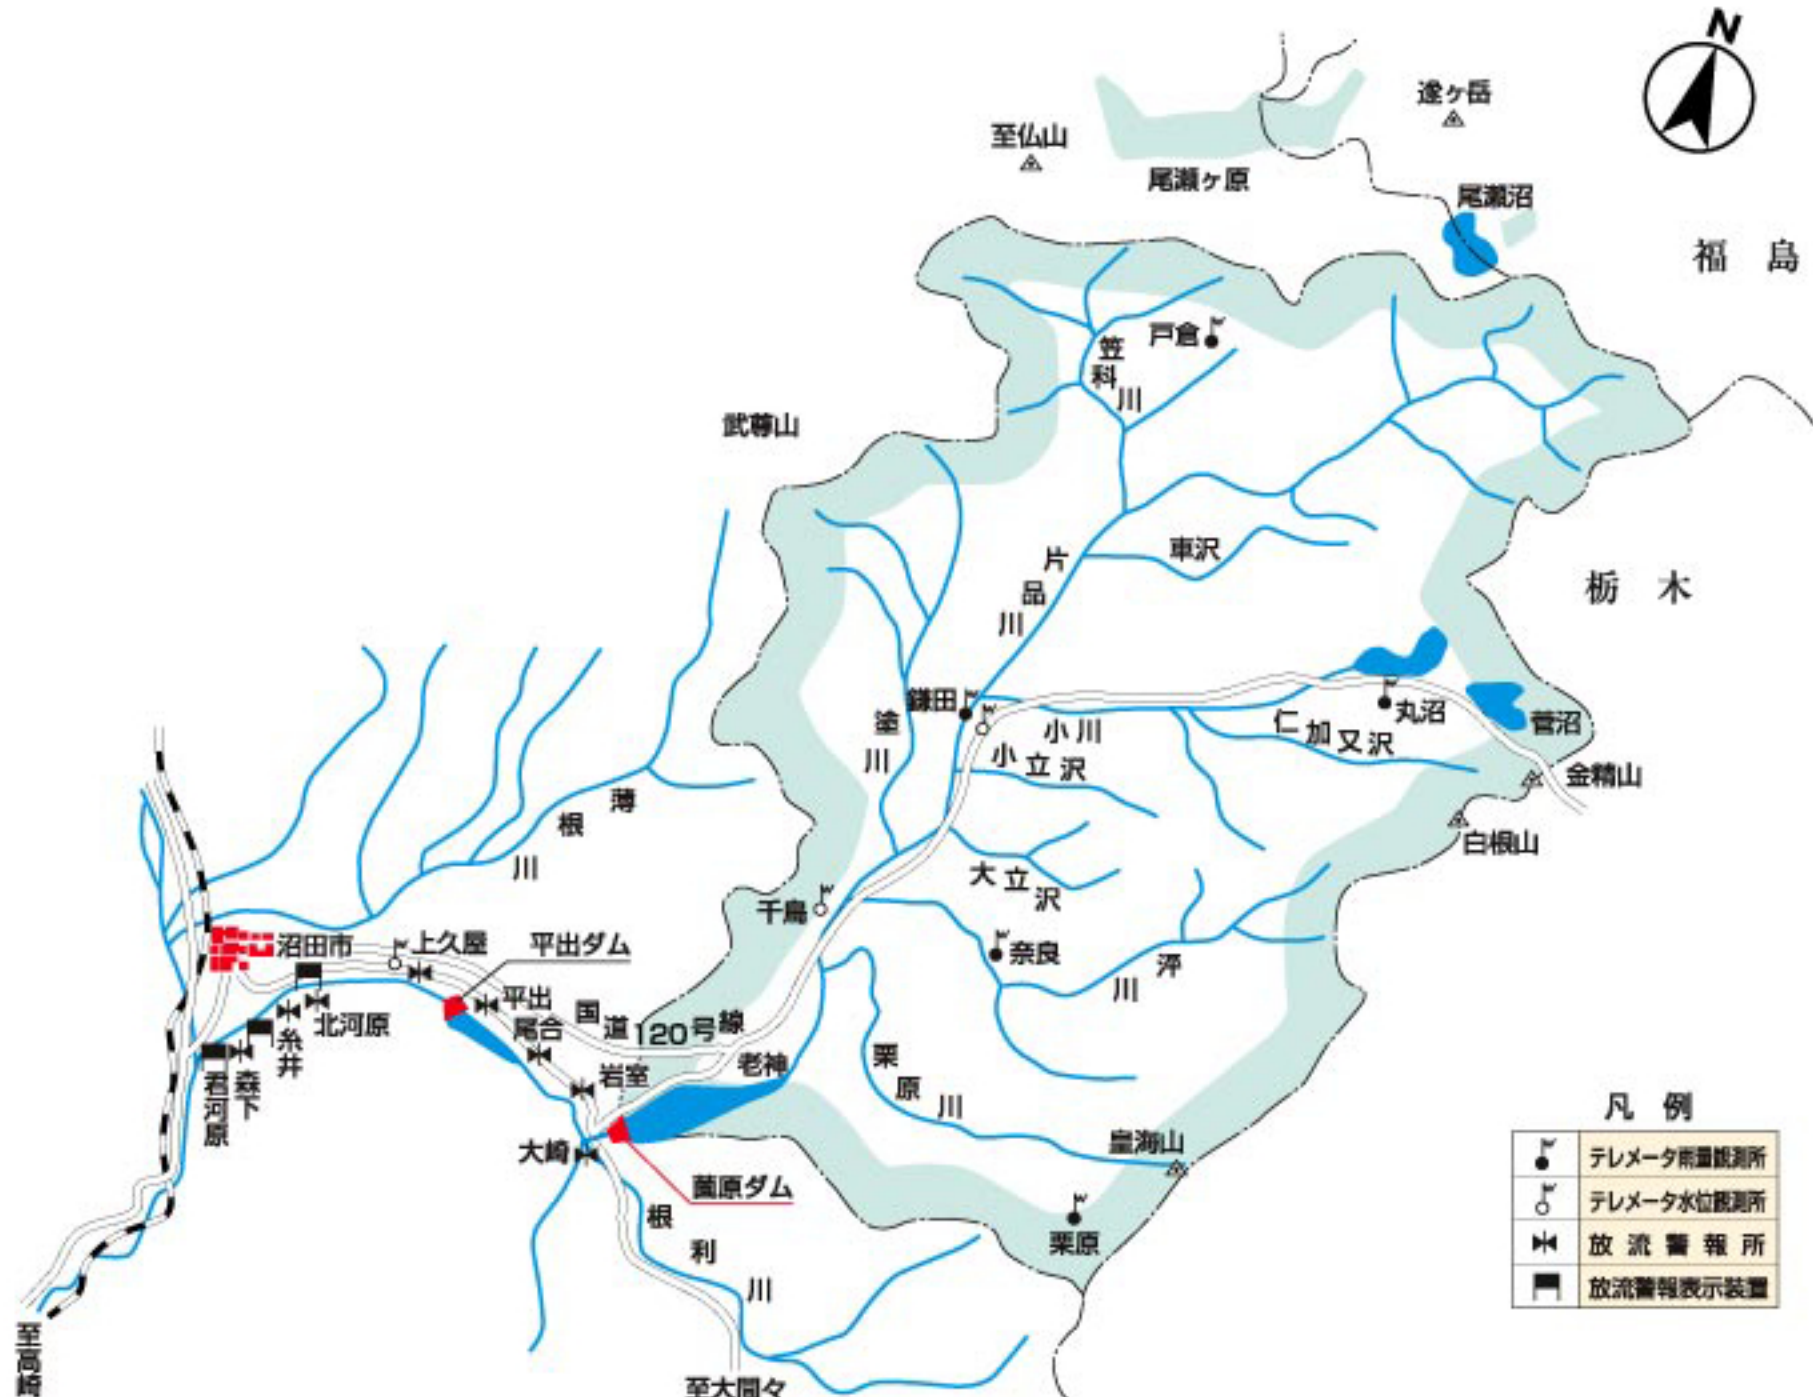 N
燧ヶ岳
至仏山
尾瀬ヶ原
尾瀬沼
福島
戸倉
笠科川
武尊山
片品川
車沢
栃木
鎌田
塗川
小川
小立沢
仁加又沢
丸沼
菅沼
金精山
白根山
薄根川
大立沢
千鳥
奈良
泙川
沼田市
上久屋
平出ダム
平出
国道120号線
北河原
糸井
森下
君河原
尾合
岩室
老神
栗原川
大崎
薗原ダム
皇海山
栗原
根利川
至高崎
至大間々
凡例
テレメータ雨量観測所
テレメータ水位観測所
放流警報所
放流警報表示装置